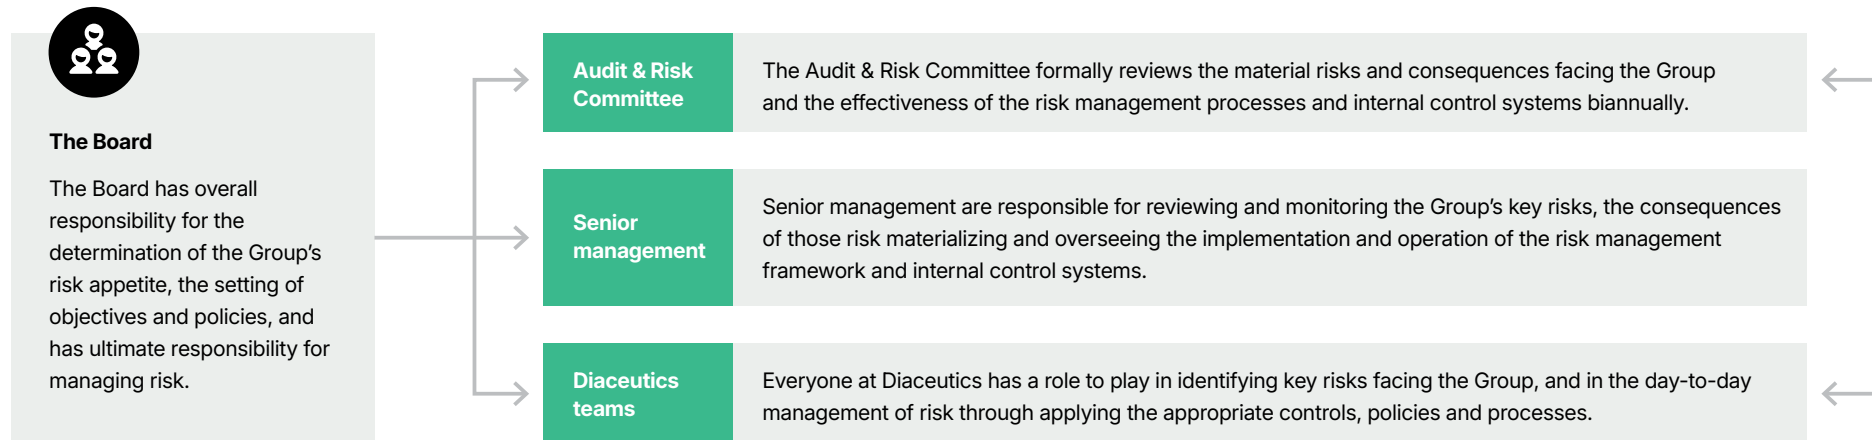 The Board
The Board has overall
responsibility for the
determination of the Group’s
risk appetite, the setting of
objectives and policies, and
has ultimate responsibility for
managing risk.
Audit & Risk
Committee
The Audit & Risk Committee formally reviews the material risks and consequences facing the Group
and the effectiveness of the risk management processes and internal control systems biannually.
Senior
management
Senior management are responsible for reviewing and monitoring the Group’s key risks, the consequences
of those risk materializing and overseeing the implementation and operation of the risk management
framework and internal control systems.
Diaceutics
teams
Everyone at Diaceutics has a role to play in identifying key risks facing the Group, and in the day-to-day
management of risk through applying the appropriate controls, policies and processes.